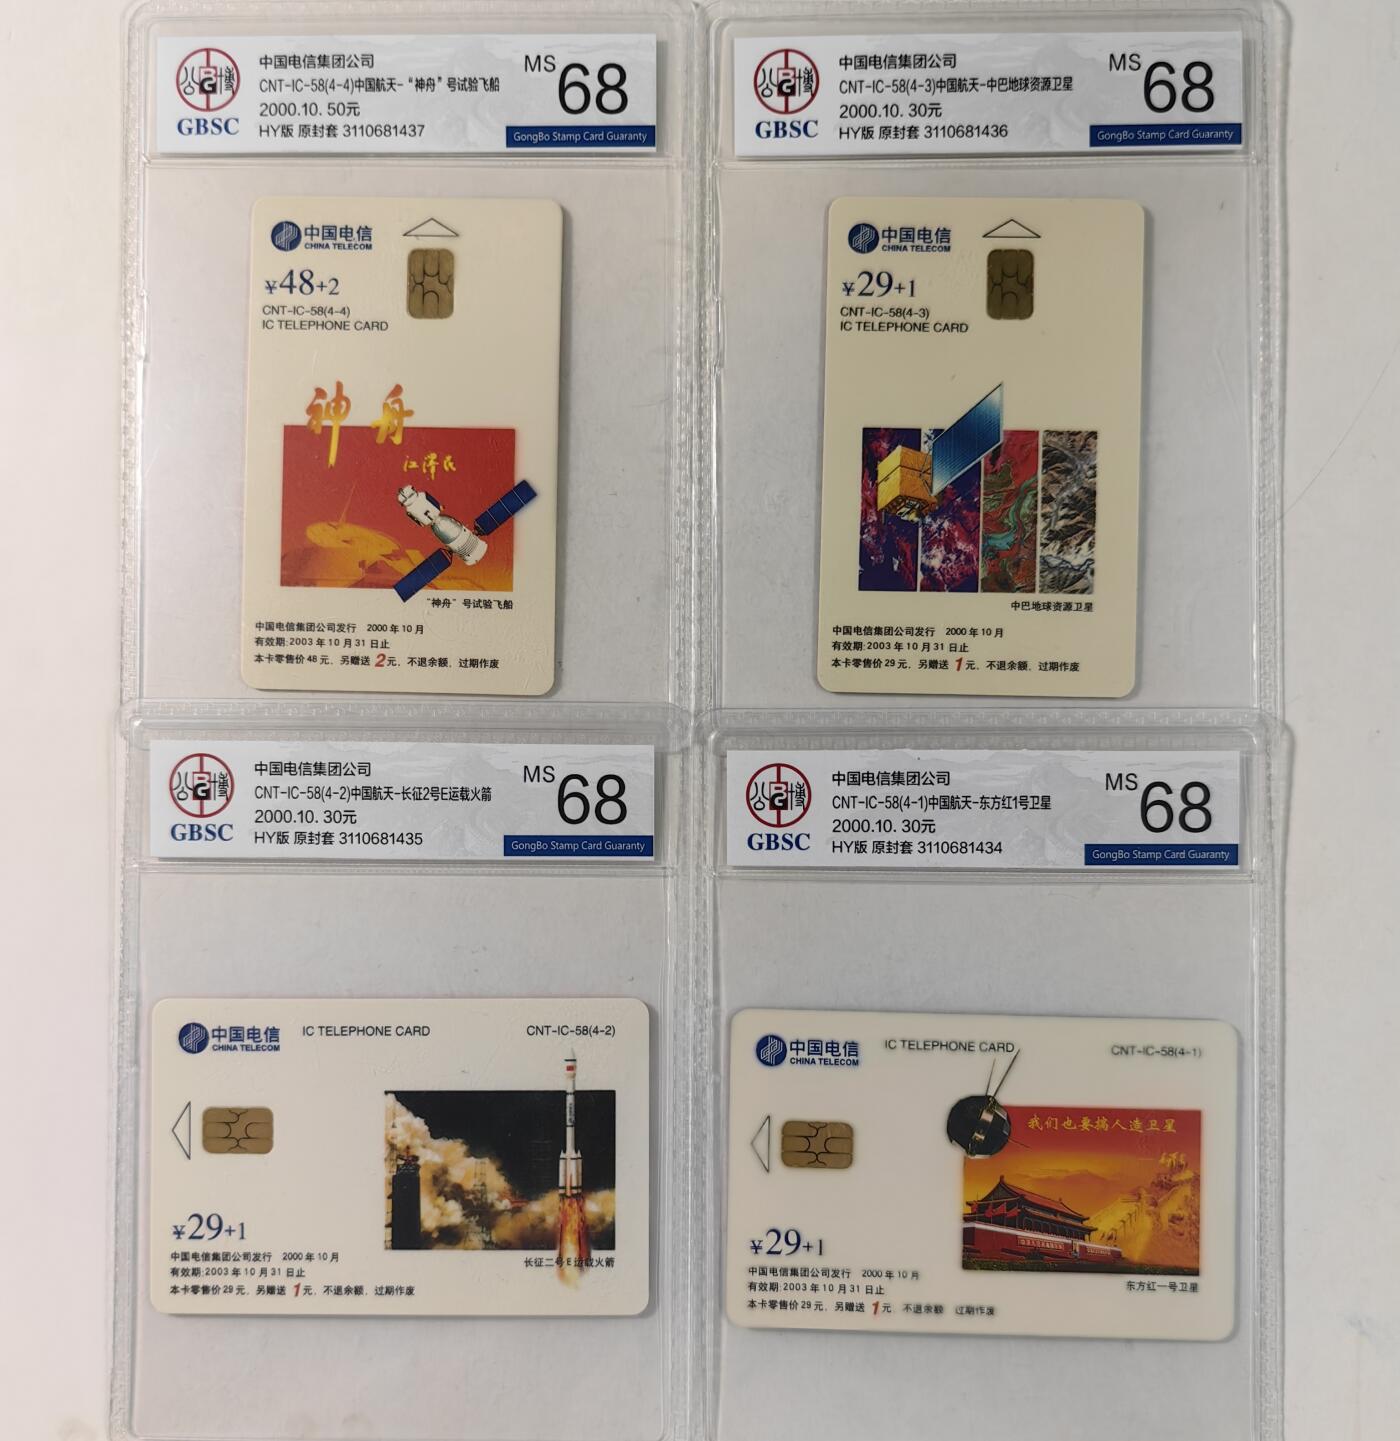 中国电信集团公司
CNT-IC-58(4-4)中国航天-“神舟”号试验飞船
2000.10. 50元
HY版 原封套 3110681437
GBSC
MS 68
GongBo Stamp Card Guaranty
中国电信
CHINA TELECOM
¥48+2
CNT-IC-58(4-4)
IC TELEPHONE CARD
神舟
江泽民
“神舟”号试验飞船
中国电信集团公司发行 2000年10月
有效期:2003年10月31日止
本卡零售价48元，另赠送2元，不退余额，过期作废
中国电信集团公司
CNT-IC-58(4-3)中国航天-中巴地球资源卫星
2000.10. 30元
HY版 原封套 3110681436
GBSC
MS 68
GongBo Stamp Card Guaranty
中国电信
CHINA TELECOM
¥29+1
CNT-IC-58(4-3)
IC TELEPHONE CARD
中巴地球资源卫星
中国电信集团公司发行 2000年10月
有效期:2003年10月31日止
本卡零售价29元，另赠送1元，不退余额，过期作废
中国电信集团公司
CNT-IC-58(4-2)中国航天-长征2号E运载火箭
2000.10. 30元
HY版 原封套 3110681435
GBSC
MS 68
GongBo Stamp Card Guaranty
中国电信
CHINA TELECOM
IC TELEPHONE CARD
CNT-IC-58(4-2)
¥29+1
长征二号E运载火箭
中国电信集团公司发行 2000年10月
有效期:2003年10月31日止
本卡零售价29元，另赠送1元，不退余额，过期作废
中国电信集团公司
CNT-IC-58(4-1)中国航天-东方红1号卫星
2000.10. 30元
HY版 原封套 3110681434
GBSC
MS 68
GongBo Stamp Card Guaranty
中国电信
CHINA TELECOM
IC TELEPHONE CARD
CNT-IC-58(4-1)
我们也要搞人造卫星
¥29+1
东方红一号卫星
中国电信集团公司发行 2000年10月
有效期:2003年10月31日止
本卡零售价29元，另赠送1元 不退余额 过期作废